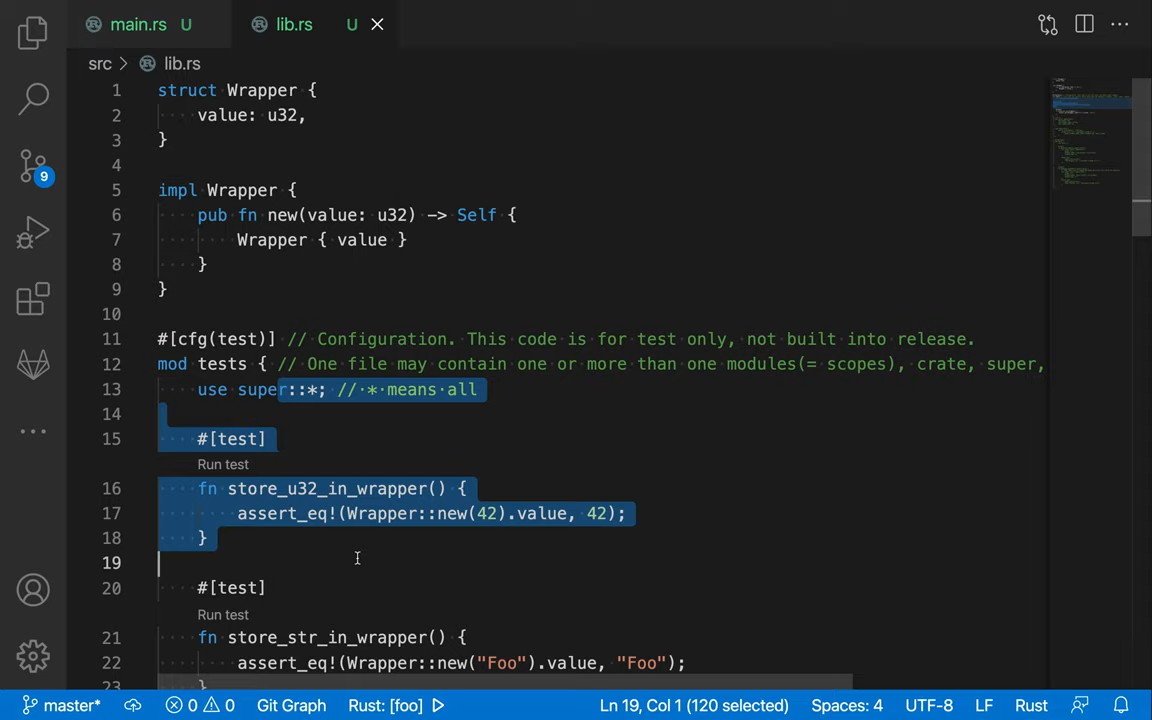 main.rs U
lib.rs U
src > lib.rs
1 struct Wrapper {
2 value: u32,
3 }
4
5 impl Wrapper {
6 pub fn new(value: u32) -> Self {
7 Wrapper { value }
8 }
9 }
10
11 #[cfg(test)] // Configuration. This code is for test only, not built into release.
12 mod tests { // One file may contain one or more than one modules(= scopes), crate, super,
13 use super::*; // * means all
14
15 #[test]
Run test
16 fn store_u32_in_wrapper() {
17 assert_eq!(Wrapper::new(42).value, 42);
18 }
19
20 #[test]
Run test
21 fn store_str_in_wrapper() {
22 assert_eq!(Wrapper::new("Foo").value, "Foo");
23 }
9
master* 0 0 Git Graph Rust: [foo] Ln 19, Col 1 (120 selected) Spaces: 4 UTF-8 LF Rust